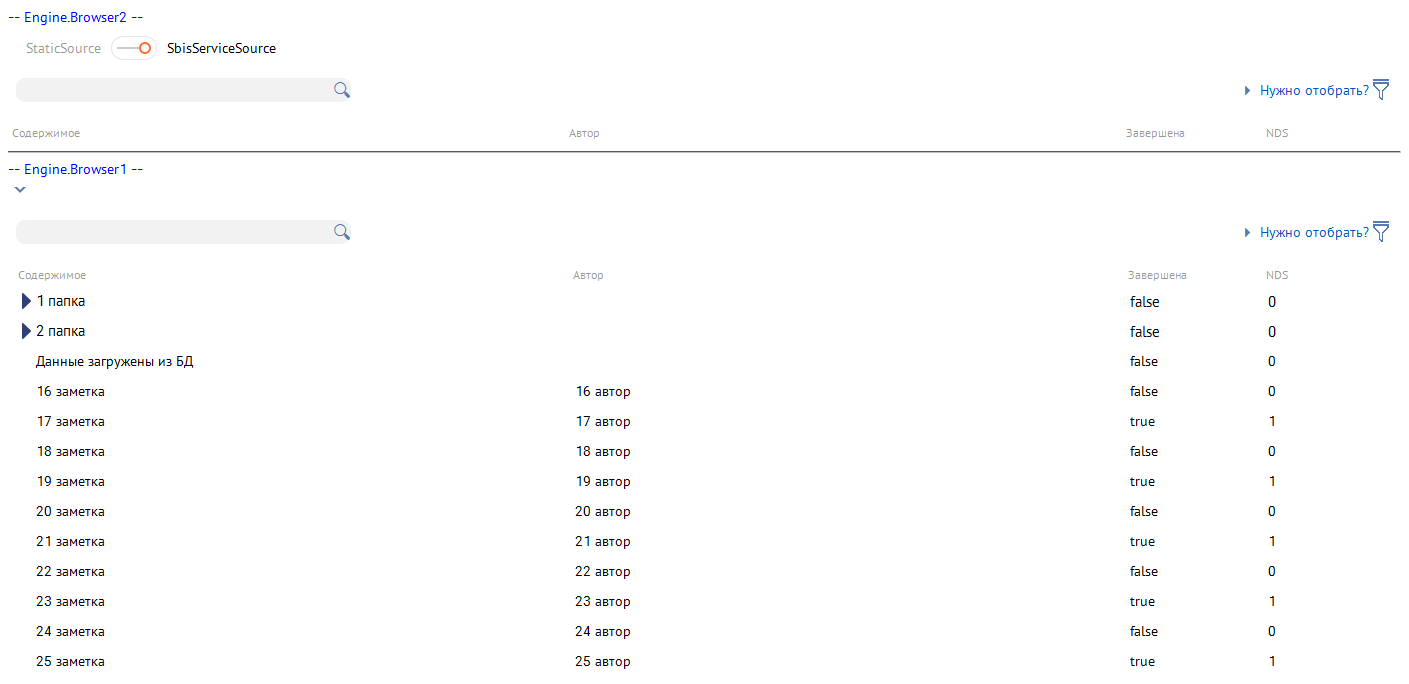 -- Engine.Browser2 --
StaticSource SbisServiceSource
Нужно отобрать?
Содержимое Автор Завершена NDS
-- Engine.Browser1 --
Нужно отобрать?
Содержимое Автор Завершена NDS
1 папка false 0
2 папка false 0
Данные загружены из БД false 0
16 заметка 16 автор false 0
17 заметка 17 автор true 1
18 заметка 18 автор false 0
19 заметка 19 автор true 1
20 заметка 20 автор false 0
21 заметка 21 автор true 1
22 заметка 22 автор false 0
23 заметка 23 автор true 1
24 заметка 24 автор false 0
25 заметка 25 автор true 1